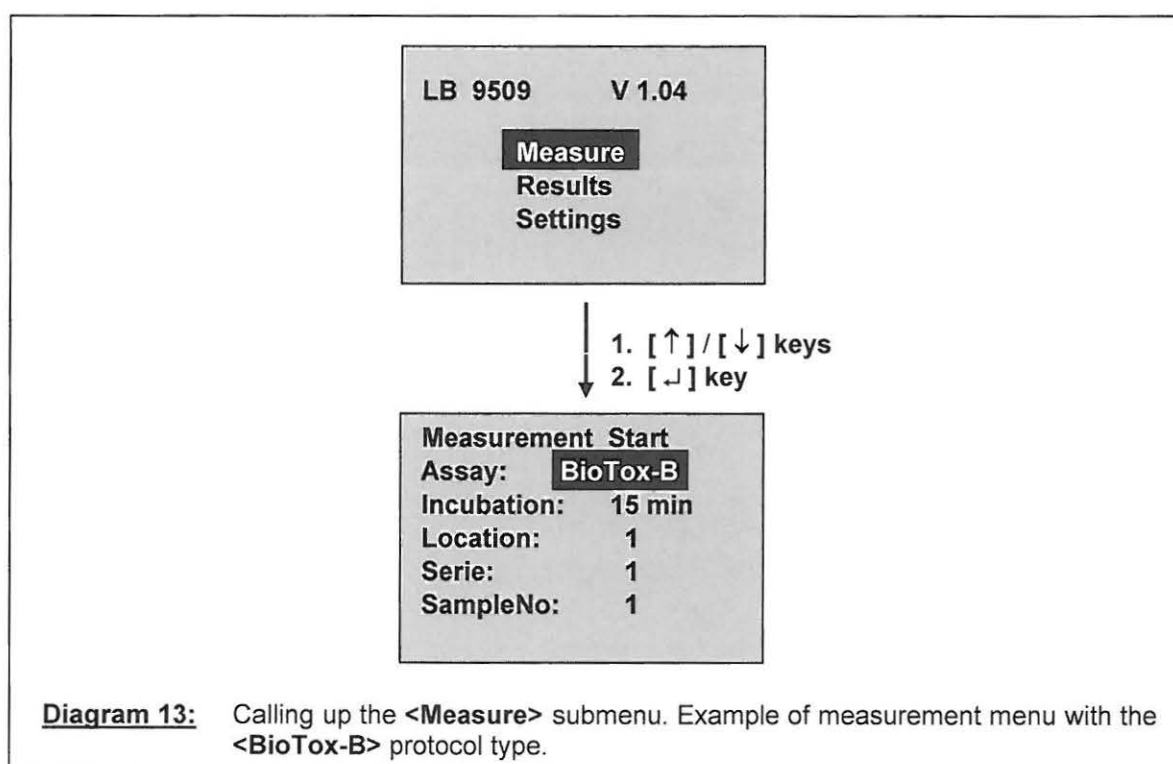 LB 9509 V 1.04
Measure
Results
Settings
1. [↑] / [↓] keys
2. [↵] key
Measurement Start
Assay: BioTox-B
Incubation: 15 min
Location: 1
Serie: 1
SampleNo: 1
Diagram 13: Calling up the <Measure> submenu. Example of measurement menu with the
<BioTox-B> protocol type.